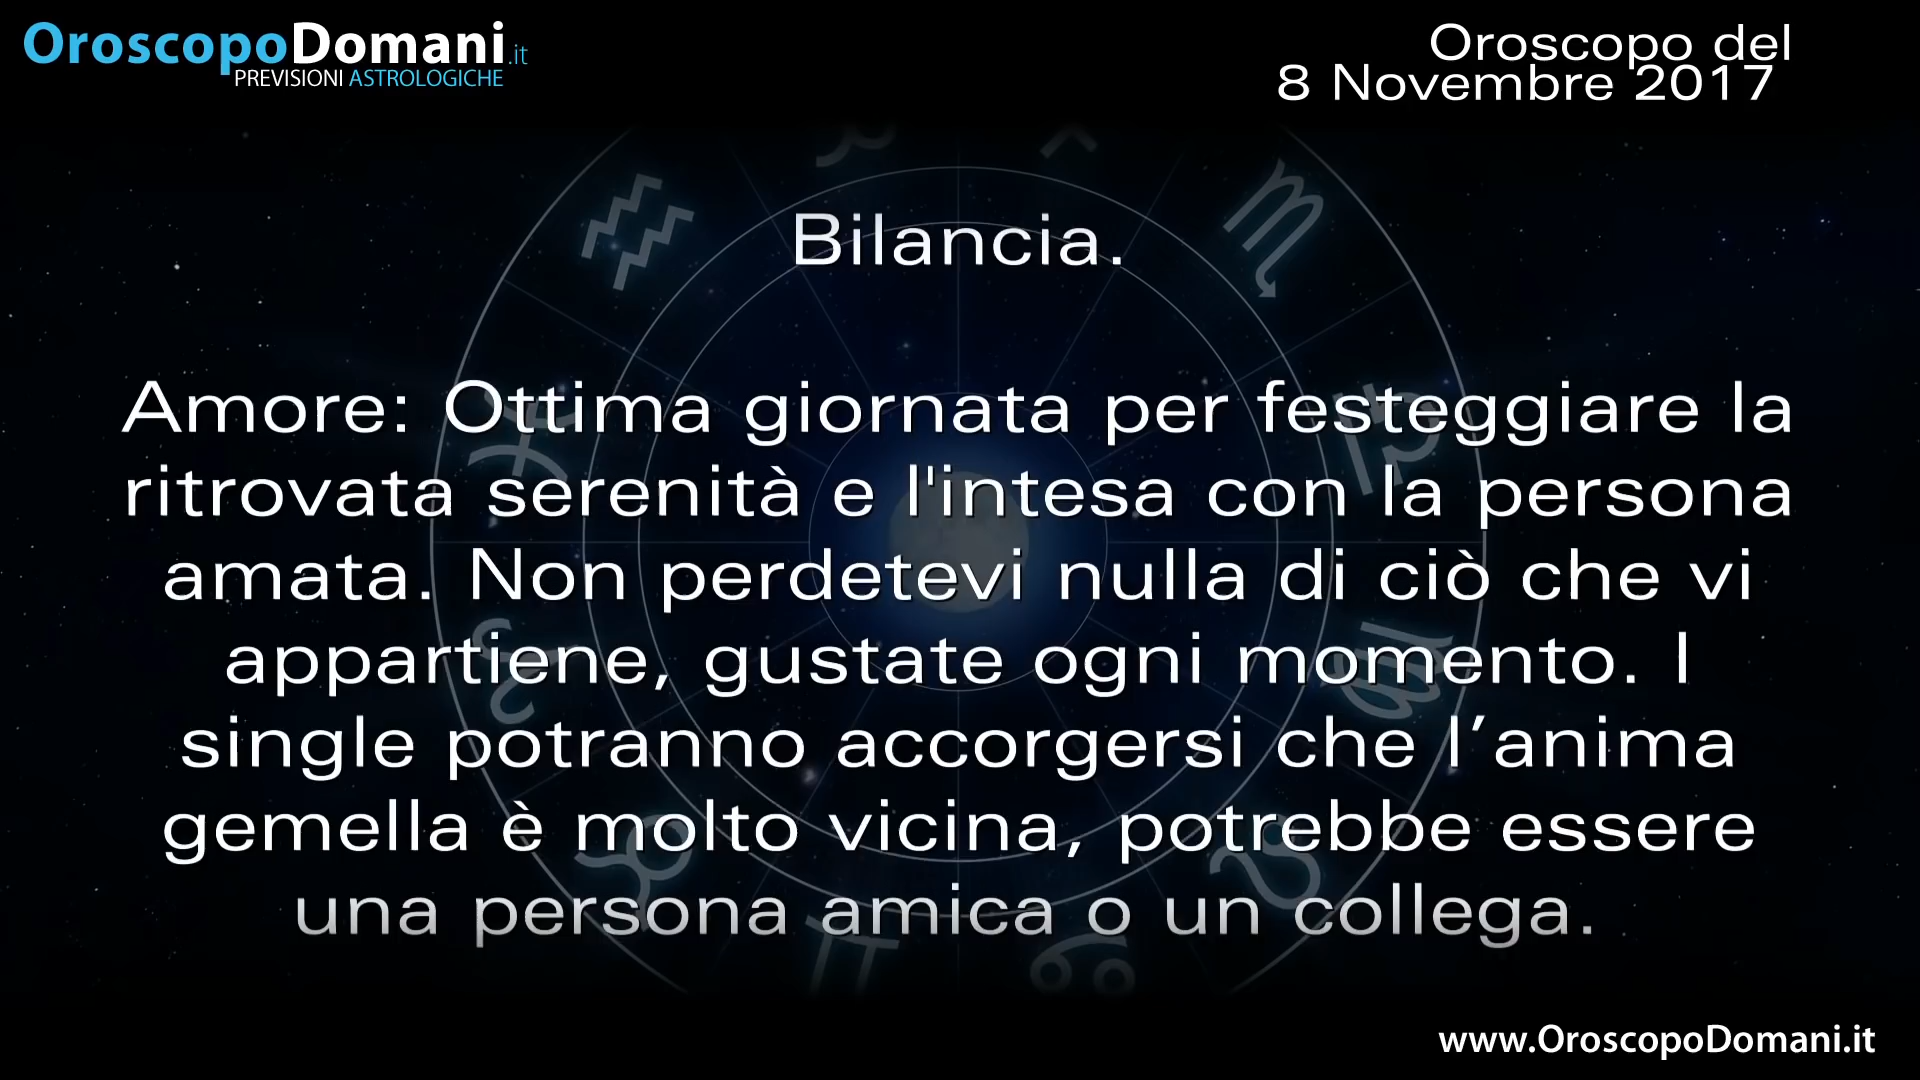 OroscopoDomani.it
PREVISIONI ASTROLOGICHE
Oroscopo del
8 Novembre 2017
Bilancia.
Amore: Ottima giornata per festeggiare la
ritrovata serenità e l'intesa con la persona
amata. Non perdetevi nulla di ciò che vi
appartiene, gustate ogni momento. I
single potranno accorgersi che l’anima
gemella è molto vicina, potrebbe essere
una persona amica o un collega.
www.OroscopoDomani.it